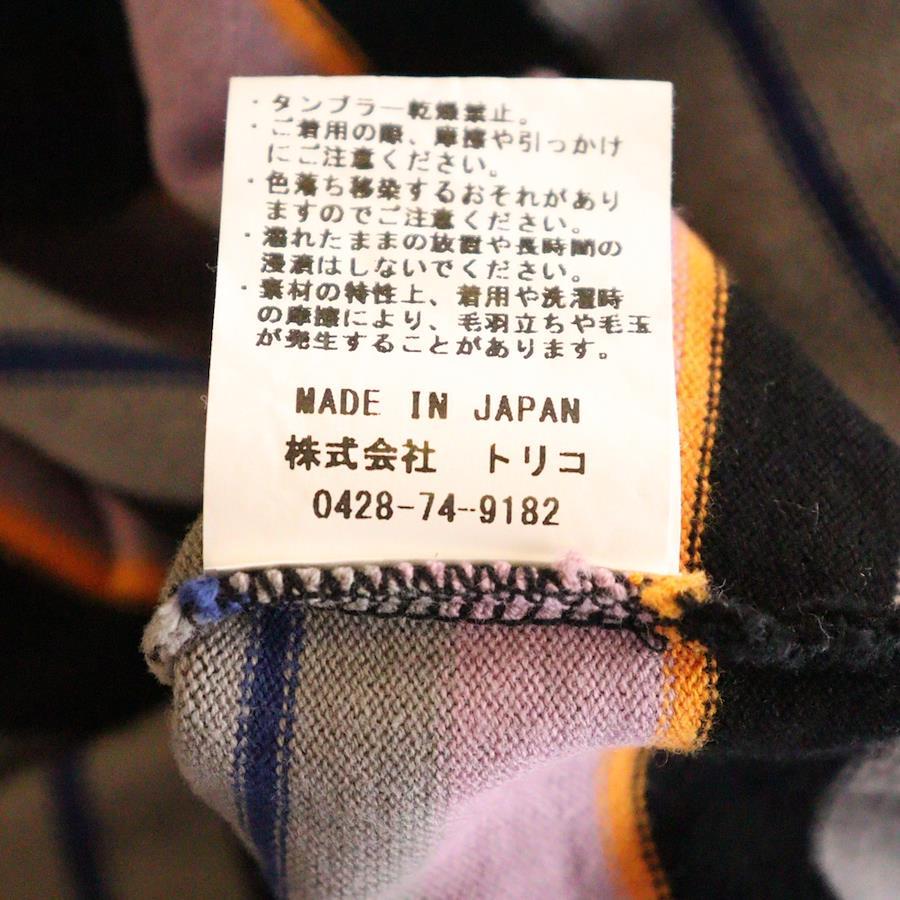 ・タンブラー乾燥禁止。
・ご着用の際、摩擦や引っかけ
にご注意ください。
・色落ち移染するおそれがあり
ますのでご注意ください。
・濡れたままの放置や長時間の
浸漬はしないでください。
・素材の特性上、着用や洗濯時
の摩擦により、毛羽立ちや毛玉
が発生することがあります。
MADE IN JAPAN
株式会社 トリコ
0428-74-9182